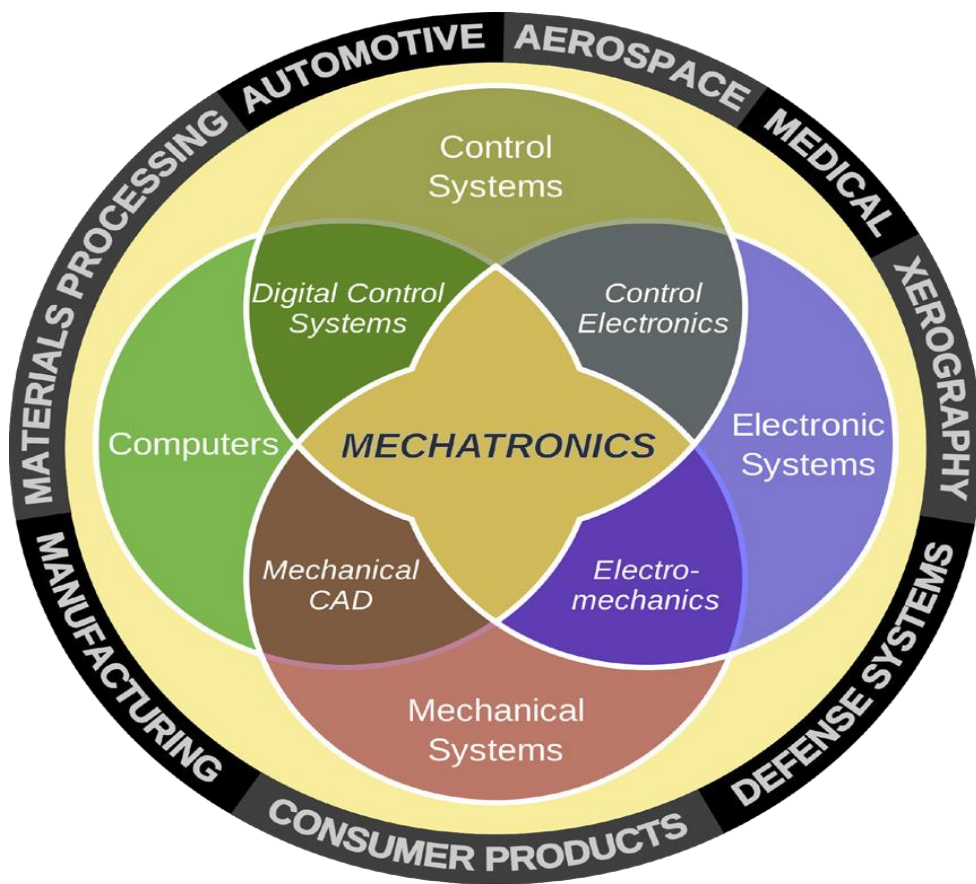 AUTOMOTIVE
AEROSPACE
MEDICAL
XEROGRAPHY
DEFENSE SYSTEMS
CONSUMER PRODUCTS
MANUFACTURING
MATERIALS PROCESSING
Control
Systems
Digital Control
Systems
Control
Electronics
Computers
MECHATRONICS
Electronic
Systems
Mechanical
CAD
Electro-
mechanics
Mechanical
Systems